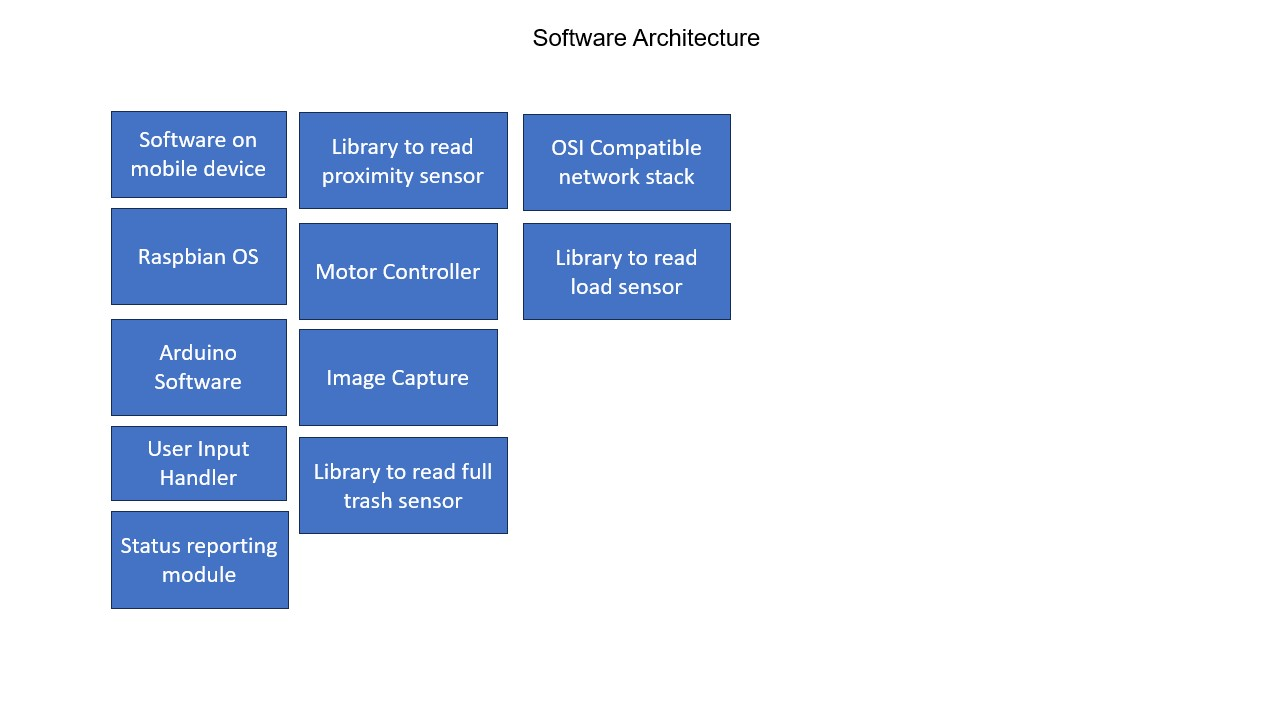 Software Architecture
Software on
mobile device
Raspbian OS
Arduino
Software
User Input
Handler
Status reporting
module
Library to read
proximity sensor
Motor Controller
Image Capture
Library to read full
trash sensor
OSI Compatible
network stack
Library to read
load sensor